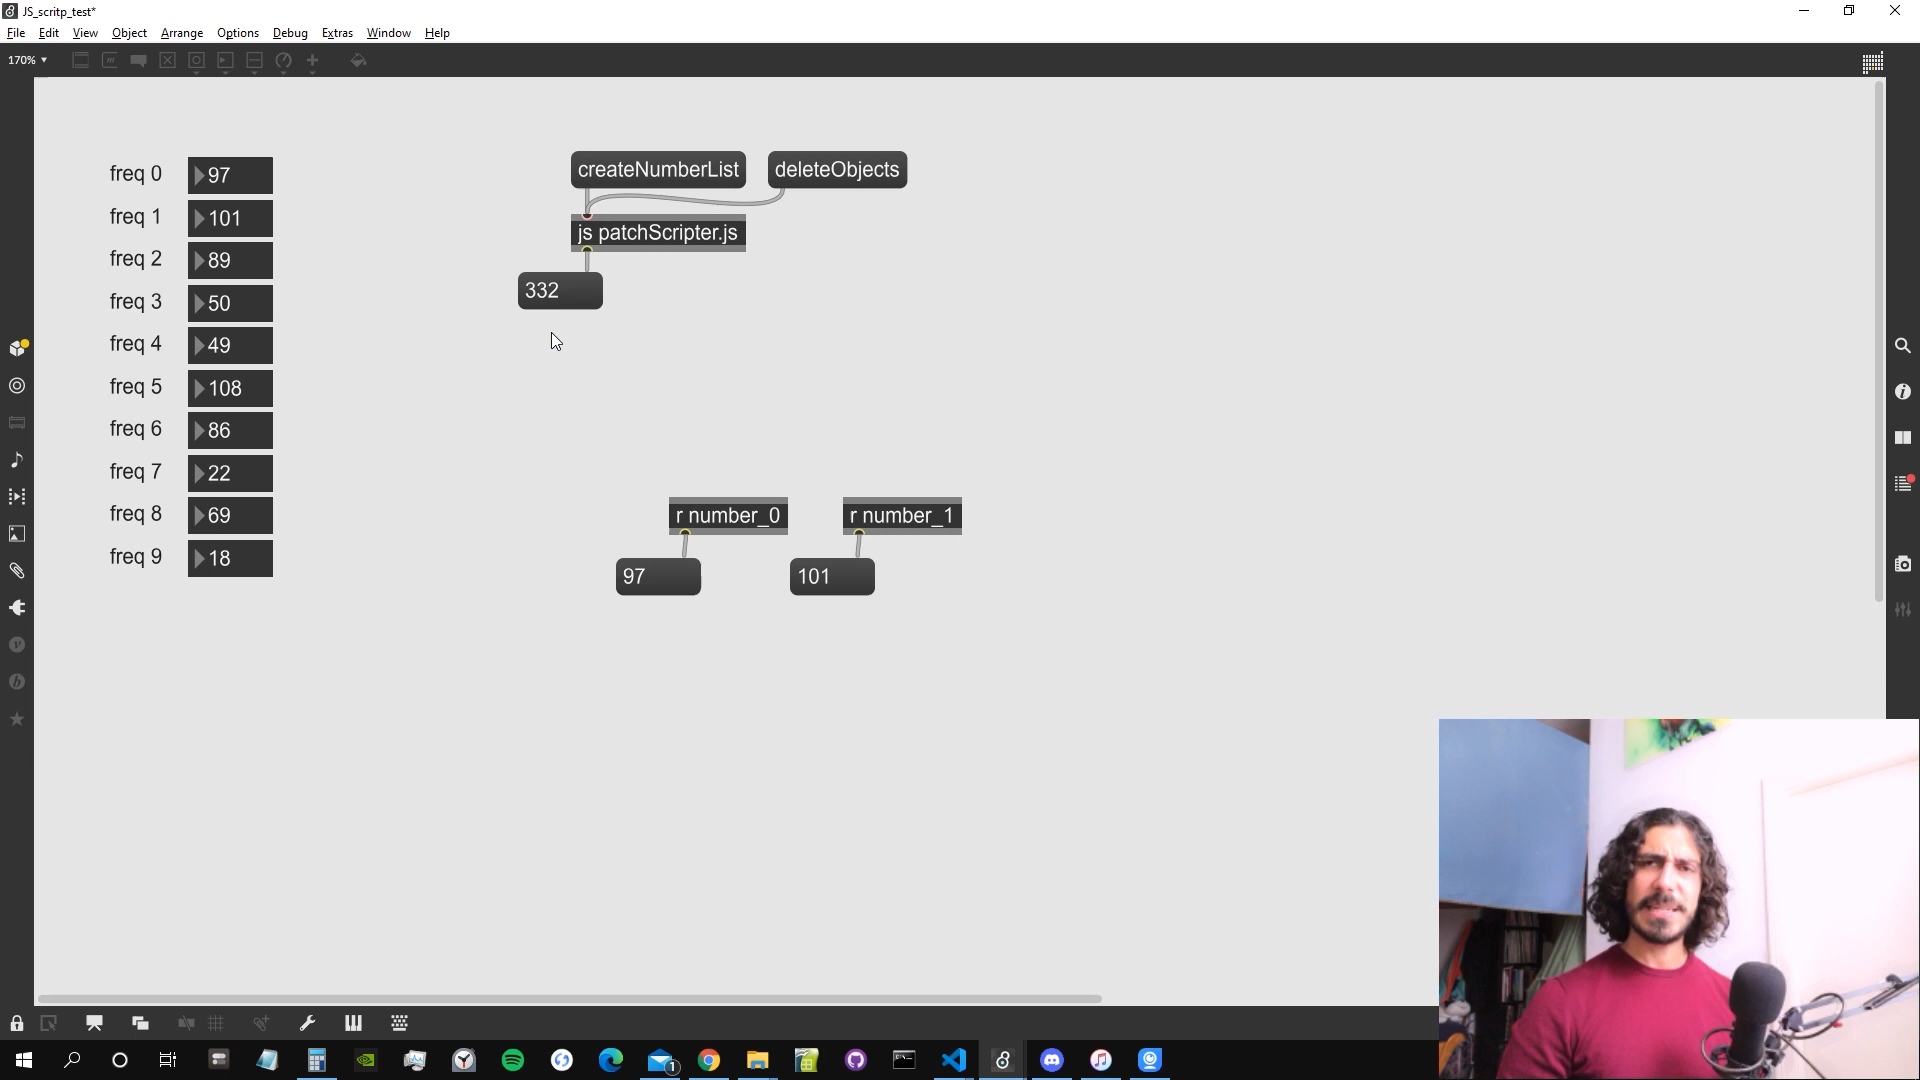 JS_scritp_test*
File Edit View Object Arrange Options Debug Extras Window Help
170%
freq 0 97
freq 1 101
freq 2 89
freq 3 50
freq 4 49
freq 5 108
freq 6 86
freq 7 22
freq 8 69
freq 9 18
createNumberList deleteObjects
js patchScripter.js
332
r number_0 r number_1
97 101
1